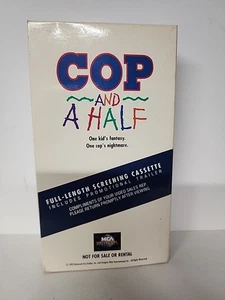 COP
AND
A HALF
One kid's fantasy.
One cop's nightmare.
FULL-LENGTH SCREENING CASSETTE
INCLUDES PROMOTIONAL TRAILER
COMPLIMENTS OF YOUR VIDEO SALES REP
PLEASE RETURN PROMPTLY AFTER VIEWING
MCA
NOT FOR SALE OR RENTAL